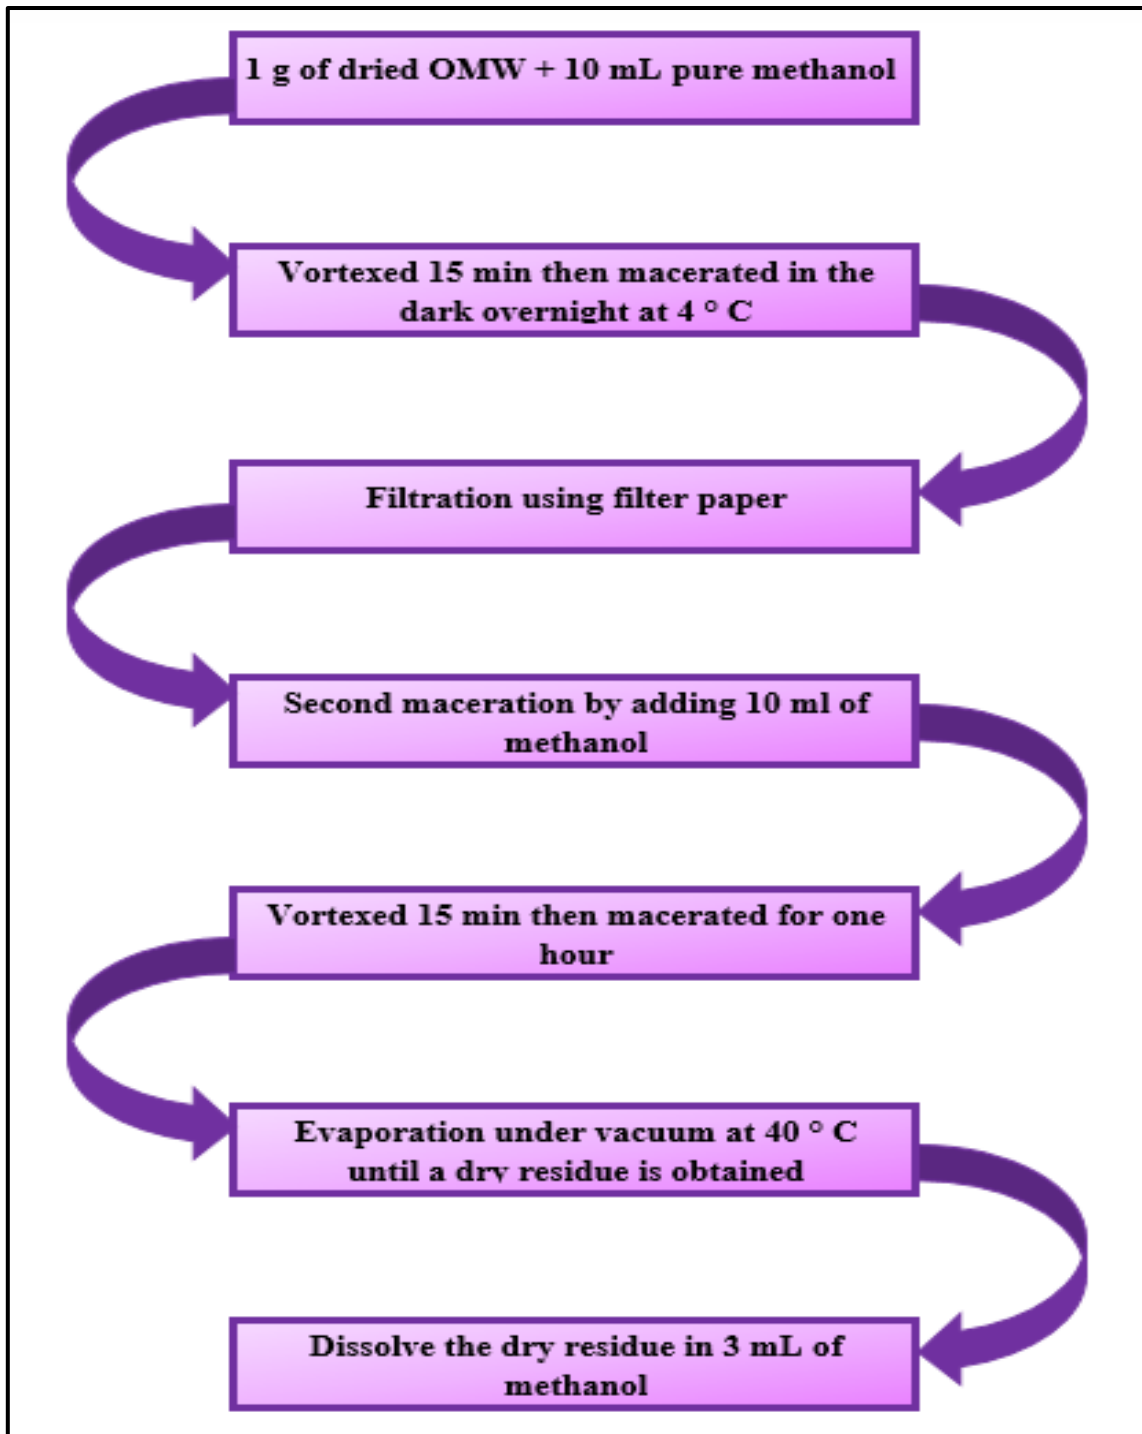 1 g of dried OMW + 10 mL pure methanol
Vortexed 15 min then macerated in the
dark overnight at 4 ° C
Filtration using filter paper
Second maceration by adding 10 ml of
methanol
Vortexed 15 min then macerated for one
hour
Evaporation under vacuum at 40 ° C
until a dry residue is obtained
Dissolve the dry residue in 3 mL of
methanol